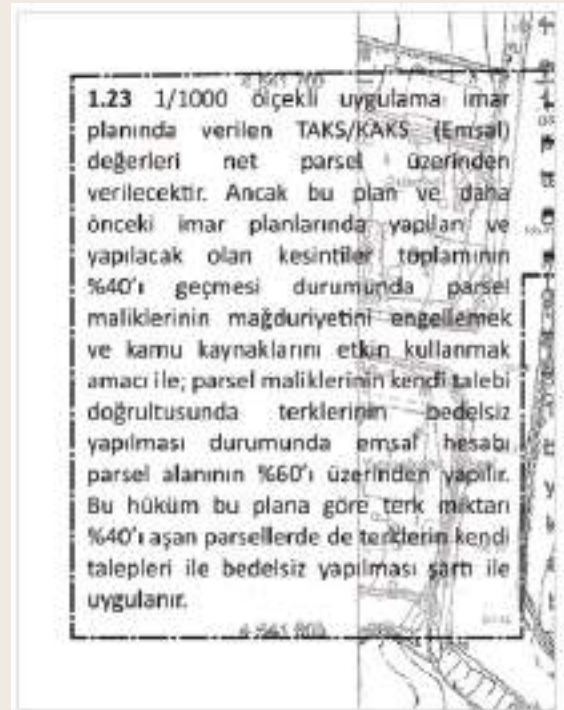 1.23 1/1000 ölçekli uygulama imar
planında verilen TAKS/KAKS (Emsal)
değerleri net parsel üzerinden
verilecektir. Ancak bu plan ve daha
önceki imar planlarında yapılan ve
yapılacak olan kesintiler toplamının
%40'ı geçmesi durumunda parsel
maliklerinin mağduriyetini engellemek
ve kamu kaynaklarını etkin kullanmak
amacı ile; parsel maliklerinin kendi talebi
doğrultusunda terklerinin bedelsiz
yapılması durumunda emsal hesabı
parsel alanının %60'ı üzerinden yapılır.
Bu hüküm bu plana göre terk miktarı
%40'ı aşan parsellerde de terklerin kendi
talepleri ile bedelsiz yapılması şartı ile
uygulanır.